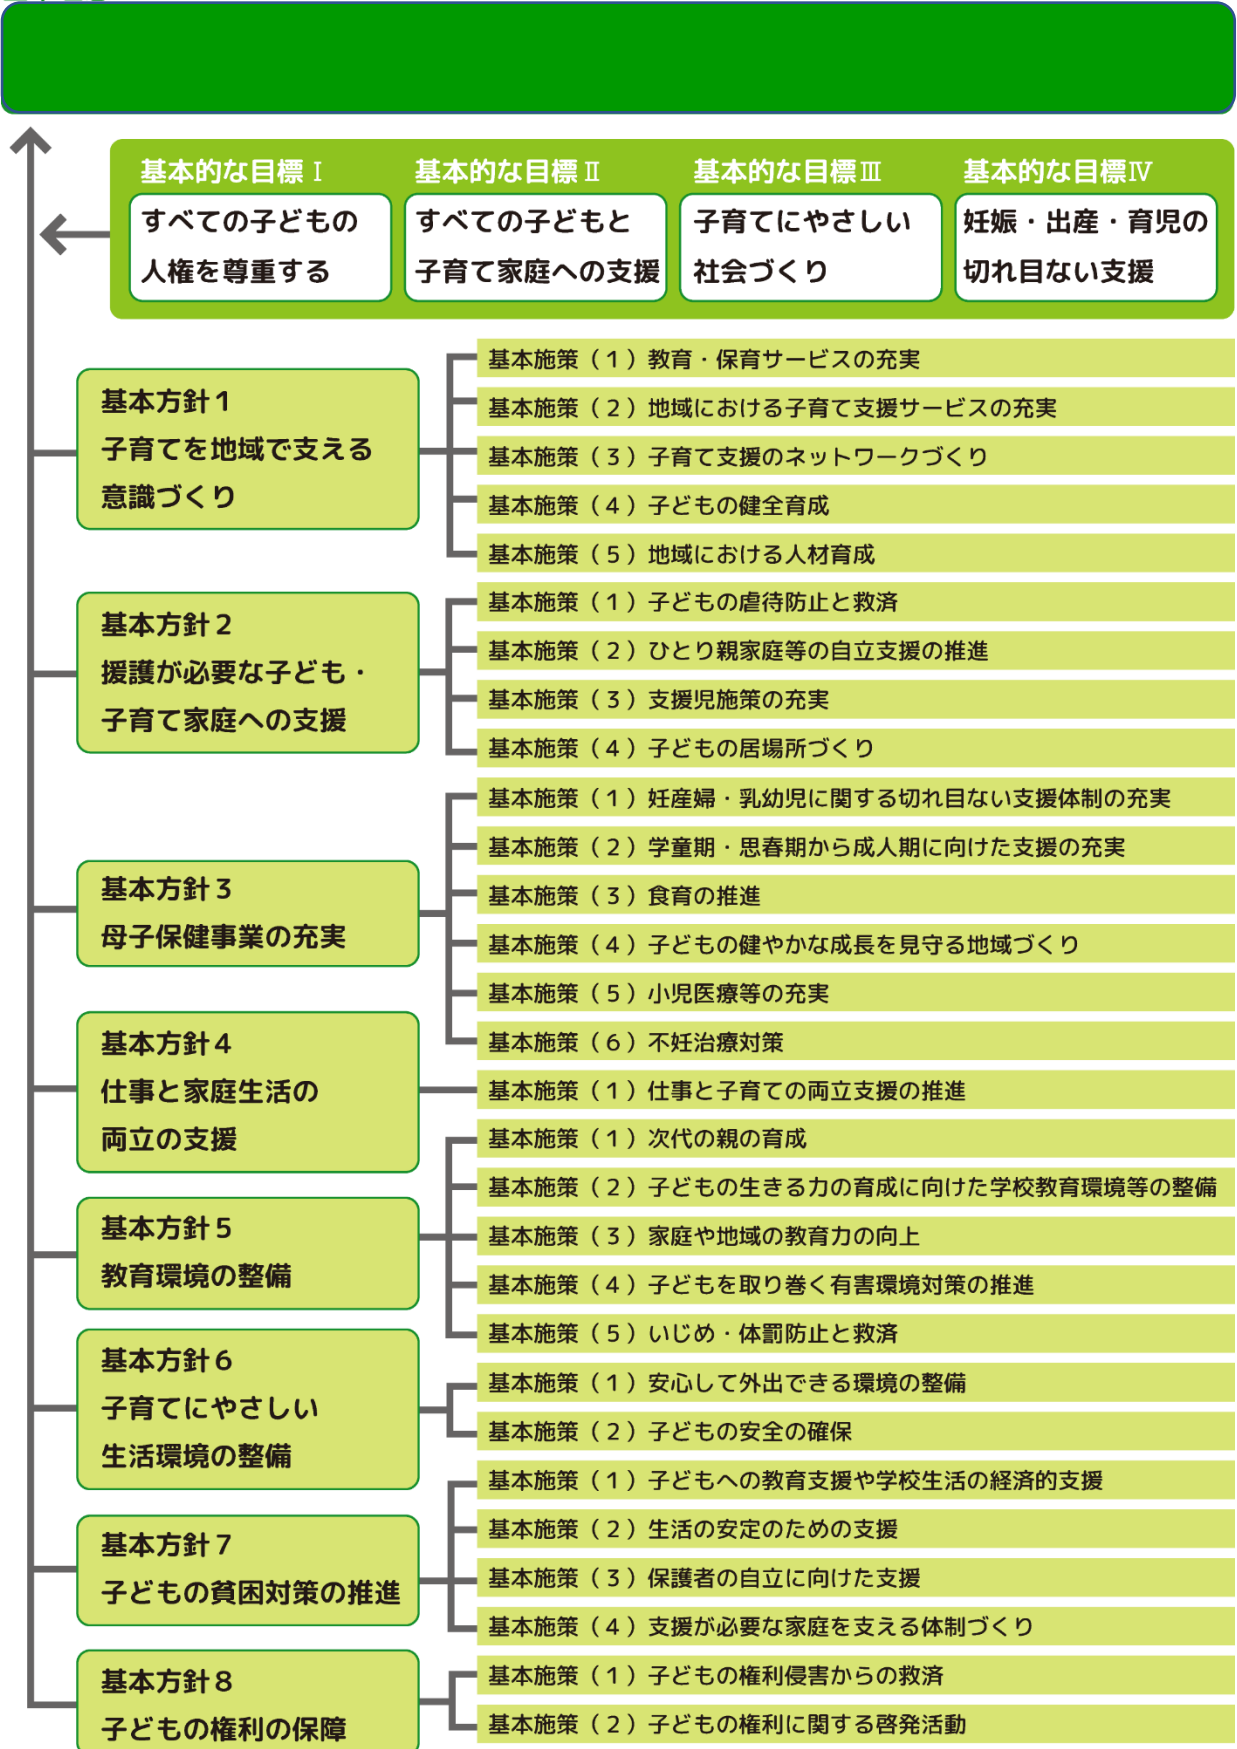 基本的な目標Ⅰ
すべての子どもの
人権を尊重する
基本的な目標Ⅱ
すべての子どもと
子育て家庭への支援
基本的な目標Ⅲ
子育てにやさしい
社会づくり
基本的な目標Ⅳ
妊娠・出産・育児の
切れ目ない支援
基本方針１
子育てを地域で支える
意識づくり
基本施策（１）教育・保育サービスの充実
基本施策（２）地域における子育て支援サービスの充実
基本施策（３）子育て支援のネットワークづくり
基本施策（４）子どもの健全育成
基本施策（５）地域における人材育成
基本方針２
援護が必要な子ども・
子育て家庭への支援
基本施策（１）子どもの虐待防止と救済
基本施策（２）ひとり親家庭等の自立支援の推進
基本施策（３）支援児施策の充実
基本施策（４）子どもの居場所づくり
基本方針３
母子保健事業の充実
基本施策（１）妊産婦・乳幼児に関する切れ目ない支援体制の充実
基本施策（２）学童期・思春期から成人期に向けた支援の充実
基本施策（３）食育の推進
基本施策（４）子どもの健やかな成長を見守る地域づくり
基本施策（５）小児医療等の充実
基本施策（６）不妊治療対策
基本方針４
仕事と家庭生活の
両立の支援
基本施策（１）仕事と子育ての両立支援の推進
基本方針５
教育環境の整備
基本施策（１）次代の親の育成
基本施策（２）子どもの生きる力の育成に向けた学校教育環境等の整備
基本施策（３）家庭や地域の教育力の向上
基本施策（４）子どもを取り巻く有害環境対策の推進
基本施策（５）いじめ・体罰防止と救済
基本方針６
子育てにやさしい
生活環境の整備
基本施策（１）安心して外出できる環境の整備
基本施策（２）子どもの安全の確保
基本方針７
子どもの貧困対策の推進
基本施策（１）子どもへの教育支援や学校生活の経済的支援
基本施策（２）生活の安定のための支援
基本施策（３）保護者の自立に向けた支援
基本施策（４）支援が必要な家庭を支える体制づくり
基本方針８
子どもの権利の保障
基本施策（１）子どもの権利侵害からの救済
基本施策（２）子どもの権利に関する啓発活動